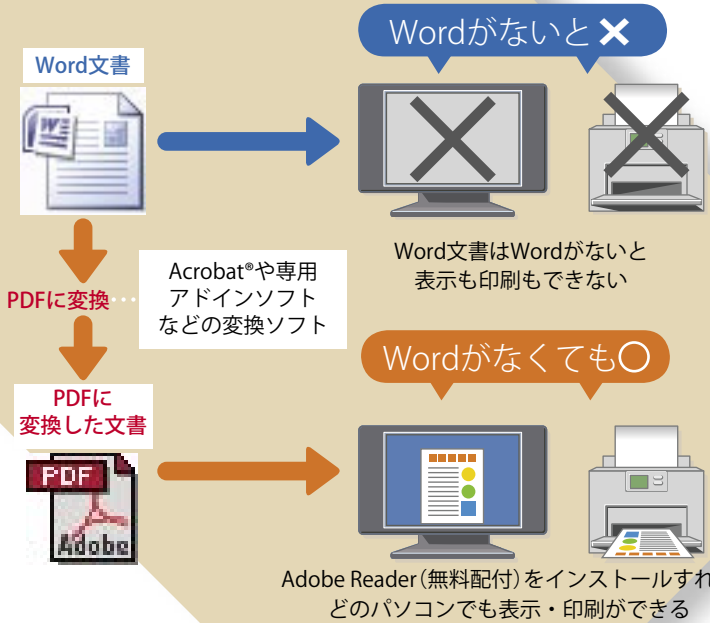 Wordがないと×
Word文書
W
Word文書はWordがないと
表示も印刷もできない
PDFに変換…
Acrobat®や専用
アドインソフト
などの変換ソフト
Wordがなくても○
PDFに
変換した文書
PDF
Adobe
Adobe Reader(無料配付)をインストールすれ
どのパソコンでも表示・印刷ができる